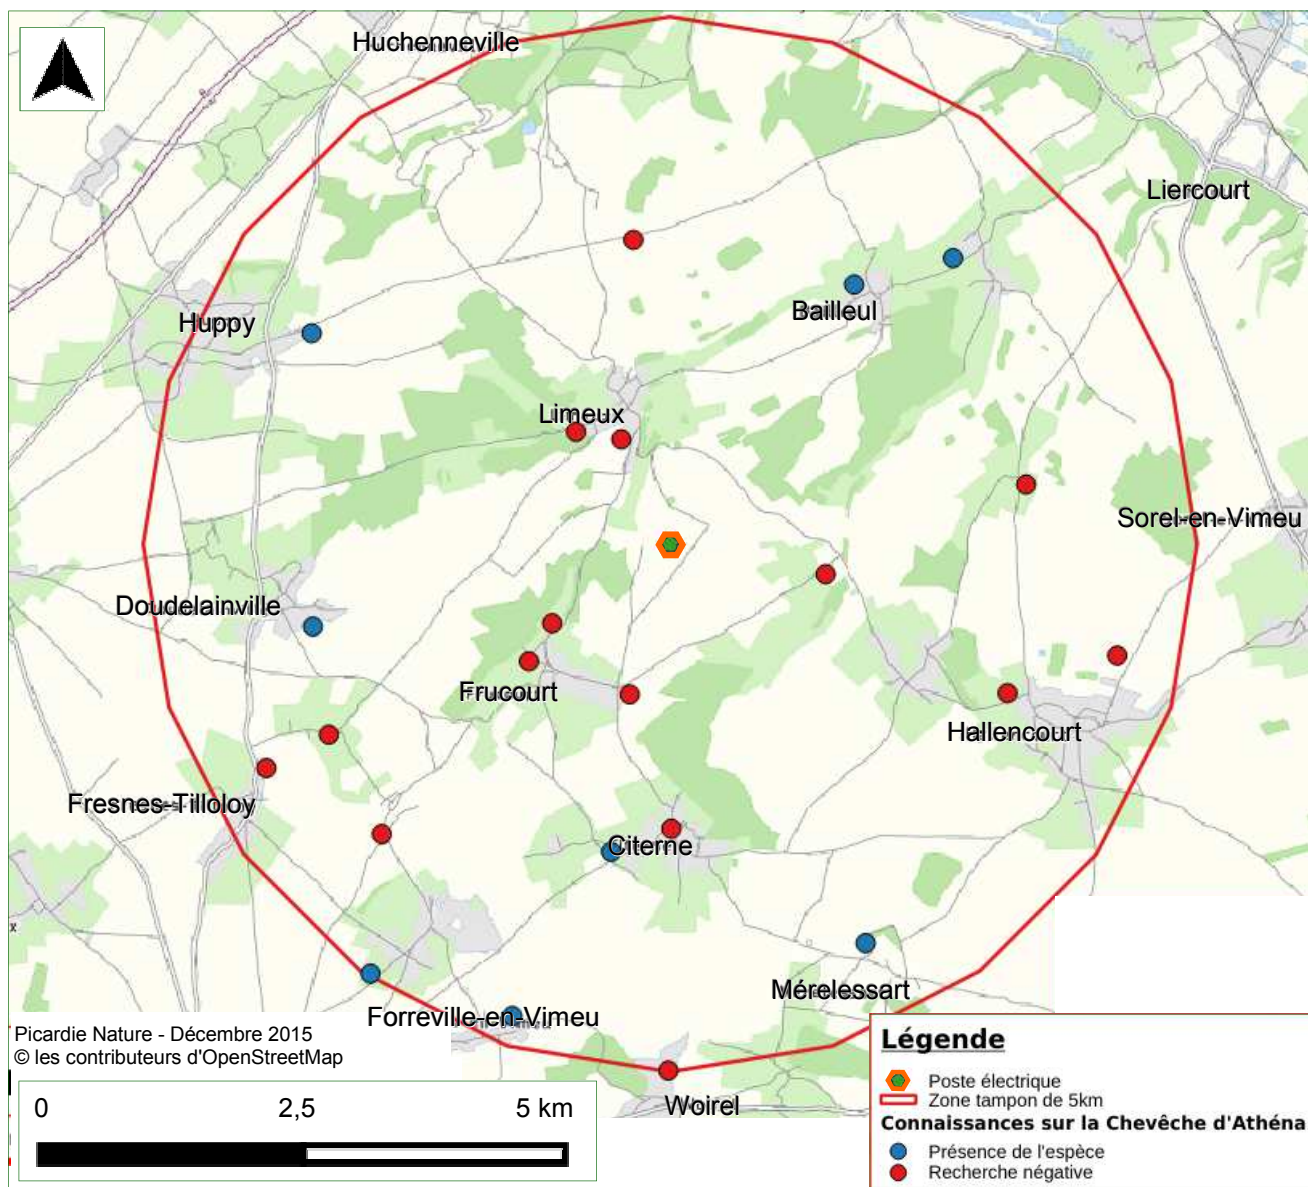 Huchenneville
Liercourt
Bailleul
Huppy
Limeux
Sorel-en-Vimeu
Doudelainville
Frucourt
Hallencourt
Fresnes-Tilloloy
Citerne
x
Mérelessart
Forreville-en-Vimeu
Woirel
Picardie Nature - Décembre 2015
© les contributeurs d'OpenStreetMap
0 2,5 5 km
Légende
Poste électrique
Zone tampon de 5km
Connaissances sur la Chevêche d'Athéna
Présence de l'espèce
Recherche négative